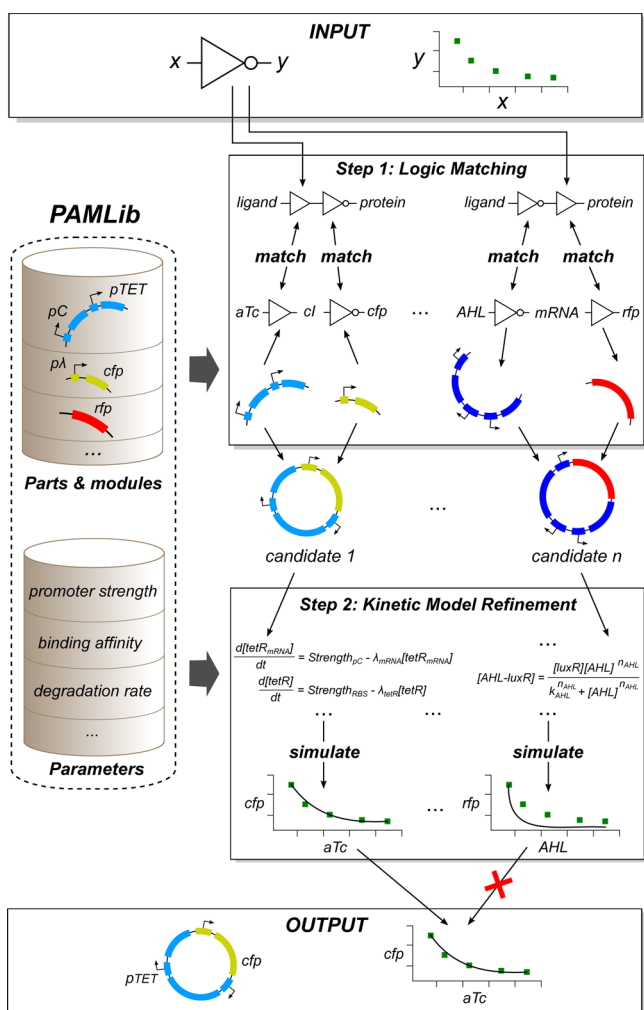 INPUT
x
y
y
x
Step 1: Logic Matching
ligand
protein
ligand
protein
match
match
match
match
aTc
cI
cfp
...
AHL
mRNA
rfp
PAMLib
pC
pTET
pλ
cfp
rfp
...
Parts & modules
candidate 1
...
candidate n
promoter strength
binding affinity
degradation rate
...
Parameters
Step 2: Kinetic Model Refinement
d[tetR_mRNA]/dt = Strength_pC - λ_mRNA[tetR_mRNA]
d[tetR]/dt = Strength_RBS - λ_tetR[tetR]
...
...
...
[AHL-luxR] = [luxR][AHL]^n_AHL / k_AHL^n_AHL + [AHL]^n_AHL
...
simulate
simulate
cfp
aTc
...
rfp
AHL
OUTPUT
pTET
cfp
cfp
aTc